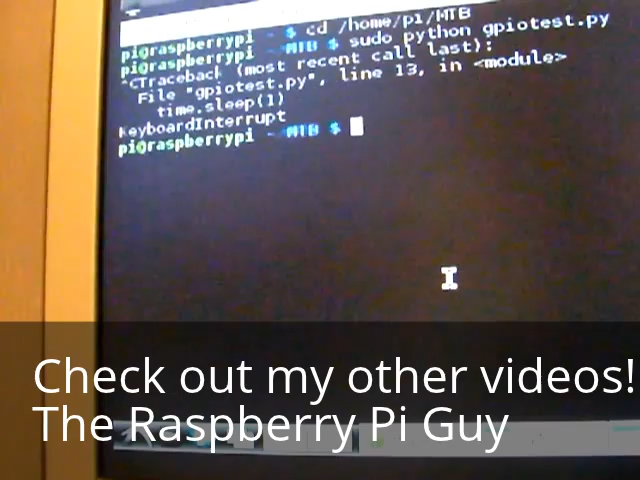 pi@raspberrypi ~ $ cd /home/pi/MTB
pi@raspberrypi ~/MTB $ sudo python gpiotest.py
^CTraceback (most recent call last):
File "gpiotest.py", line 13, in <module>
time.sleep(1)
KeyboardInterrupt
pi@raspberrypi ~/MTB $
Check out my other videos!
The Raspberry Pi Guy